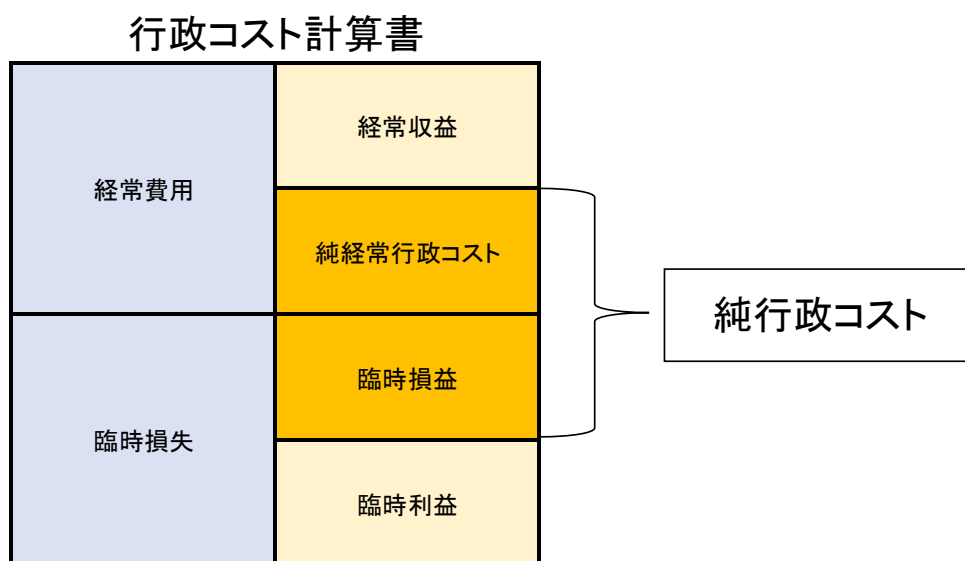 行政コスト計算書
経常費用
経常収益
純経常行政コスト
純行政コスト
臨時損益
臨時損失
臨時利益